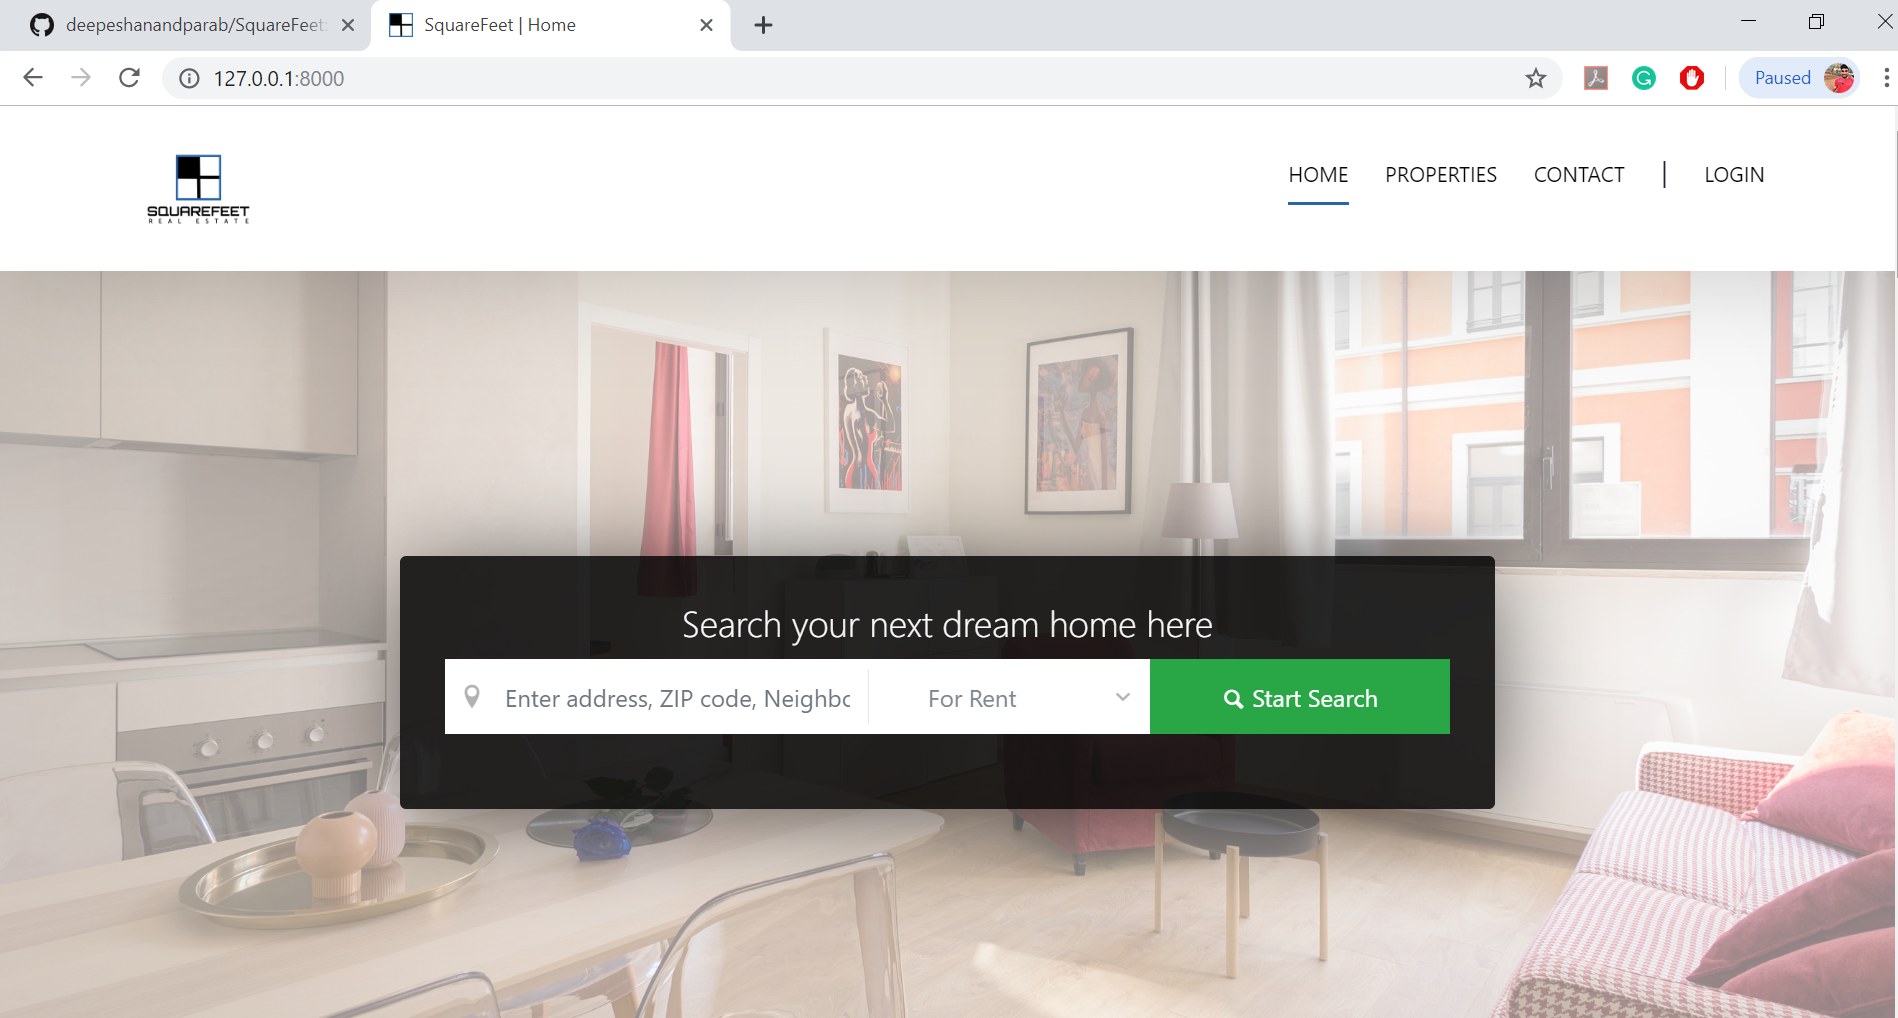 deepeshanandparab/SquareFeet
SquareFeet | Home
127.0.0.1:8000
Paused
SQUAREFEET
REAL ESTATE
HOME
PROPERTIES
CONTACT
LOGIN
Search your next dream home here
Enter address, ZIP code, Neighbo
For Rent
Start Search